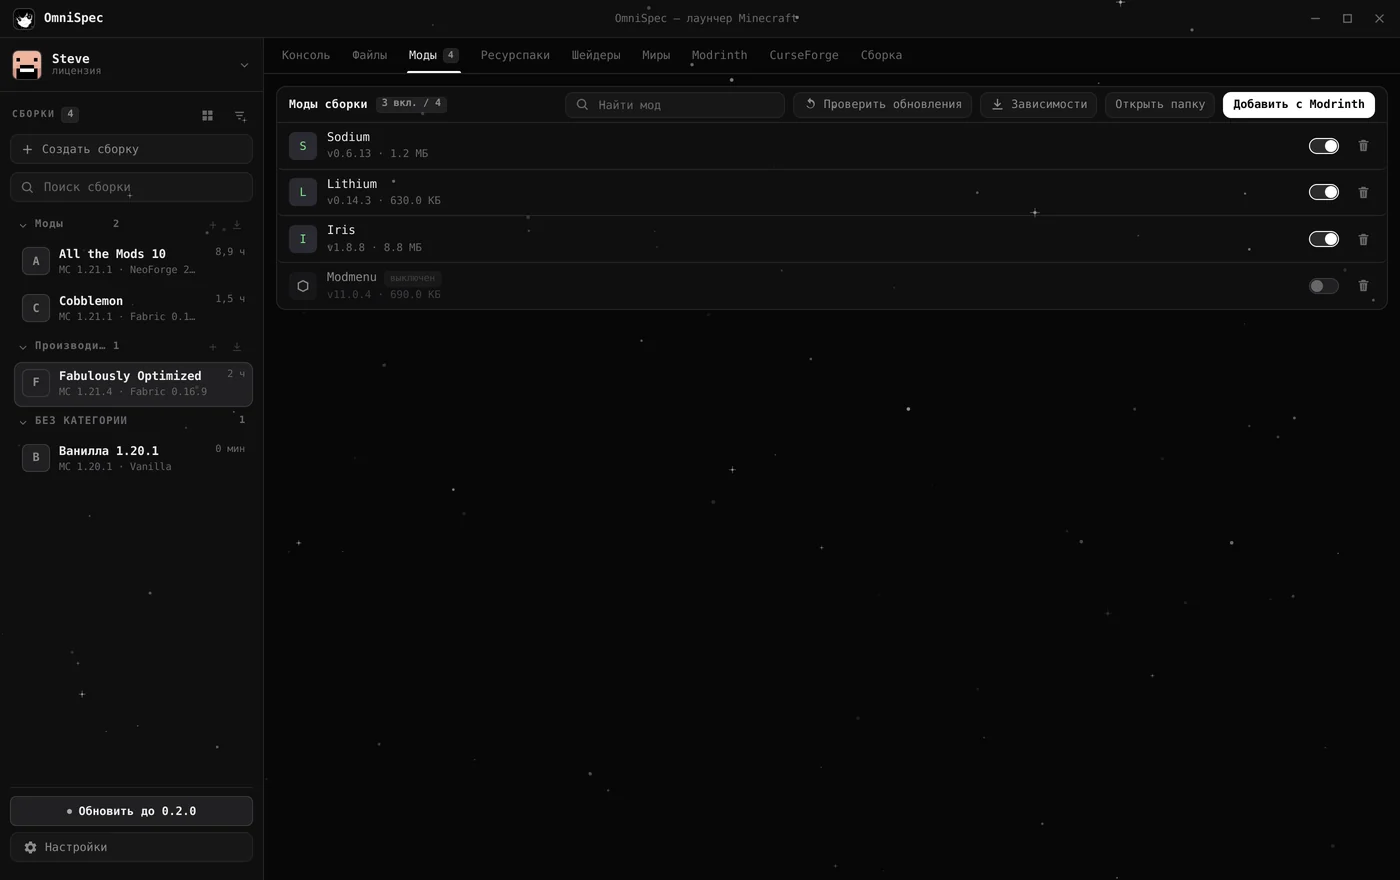 OmniSpec
OmniSpec — лаунчер Minecraft
Steve
лицензия
СБОРКИ 4
Создать сборку
Поиск сборки
Моды 2
A
All the Mods 10 8,9 ч
MC 1.21.1 · NeoForge 2…
C
Cobblemon 1,5 ч
MC 1.21.1 · Fabric 0.1…
Производи… 1
F
Fabulously Optimized 2 ч
MC 1.21.4 · Fabric 0.16.9
БЕЗ КАТЕГОРИИ 1
В
Ванилла 1.20.1 0 мин
MC 1.20.1 · Vanilla
Обновить до 0.2.0
Настройки
Консоль Файлы Моды 4 Ресурспаки Шейдеры Миры Modrinth CurseForge Сборка
Моды сборки 3 вкл. / 4 Найти мод Проверить обновления Зависимости Открыть папку Добавить с Modrinth
S
Sodium
v0.6.13 · 1.2 МБ
L
Lithium
v0.14.3 · 630.0 КБ
I
Iris
v1.8.8 · 8.8 МБ
Modmenu выключен
v11.0.4 · 690.0 КБ